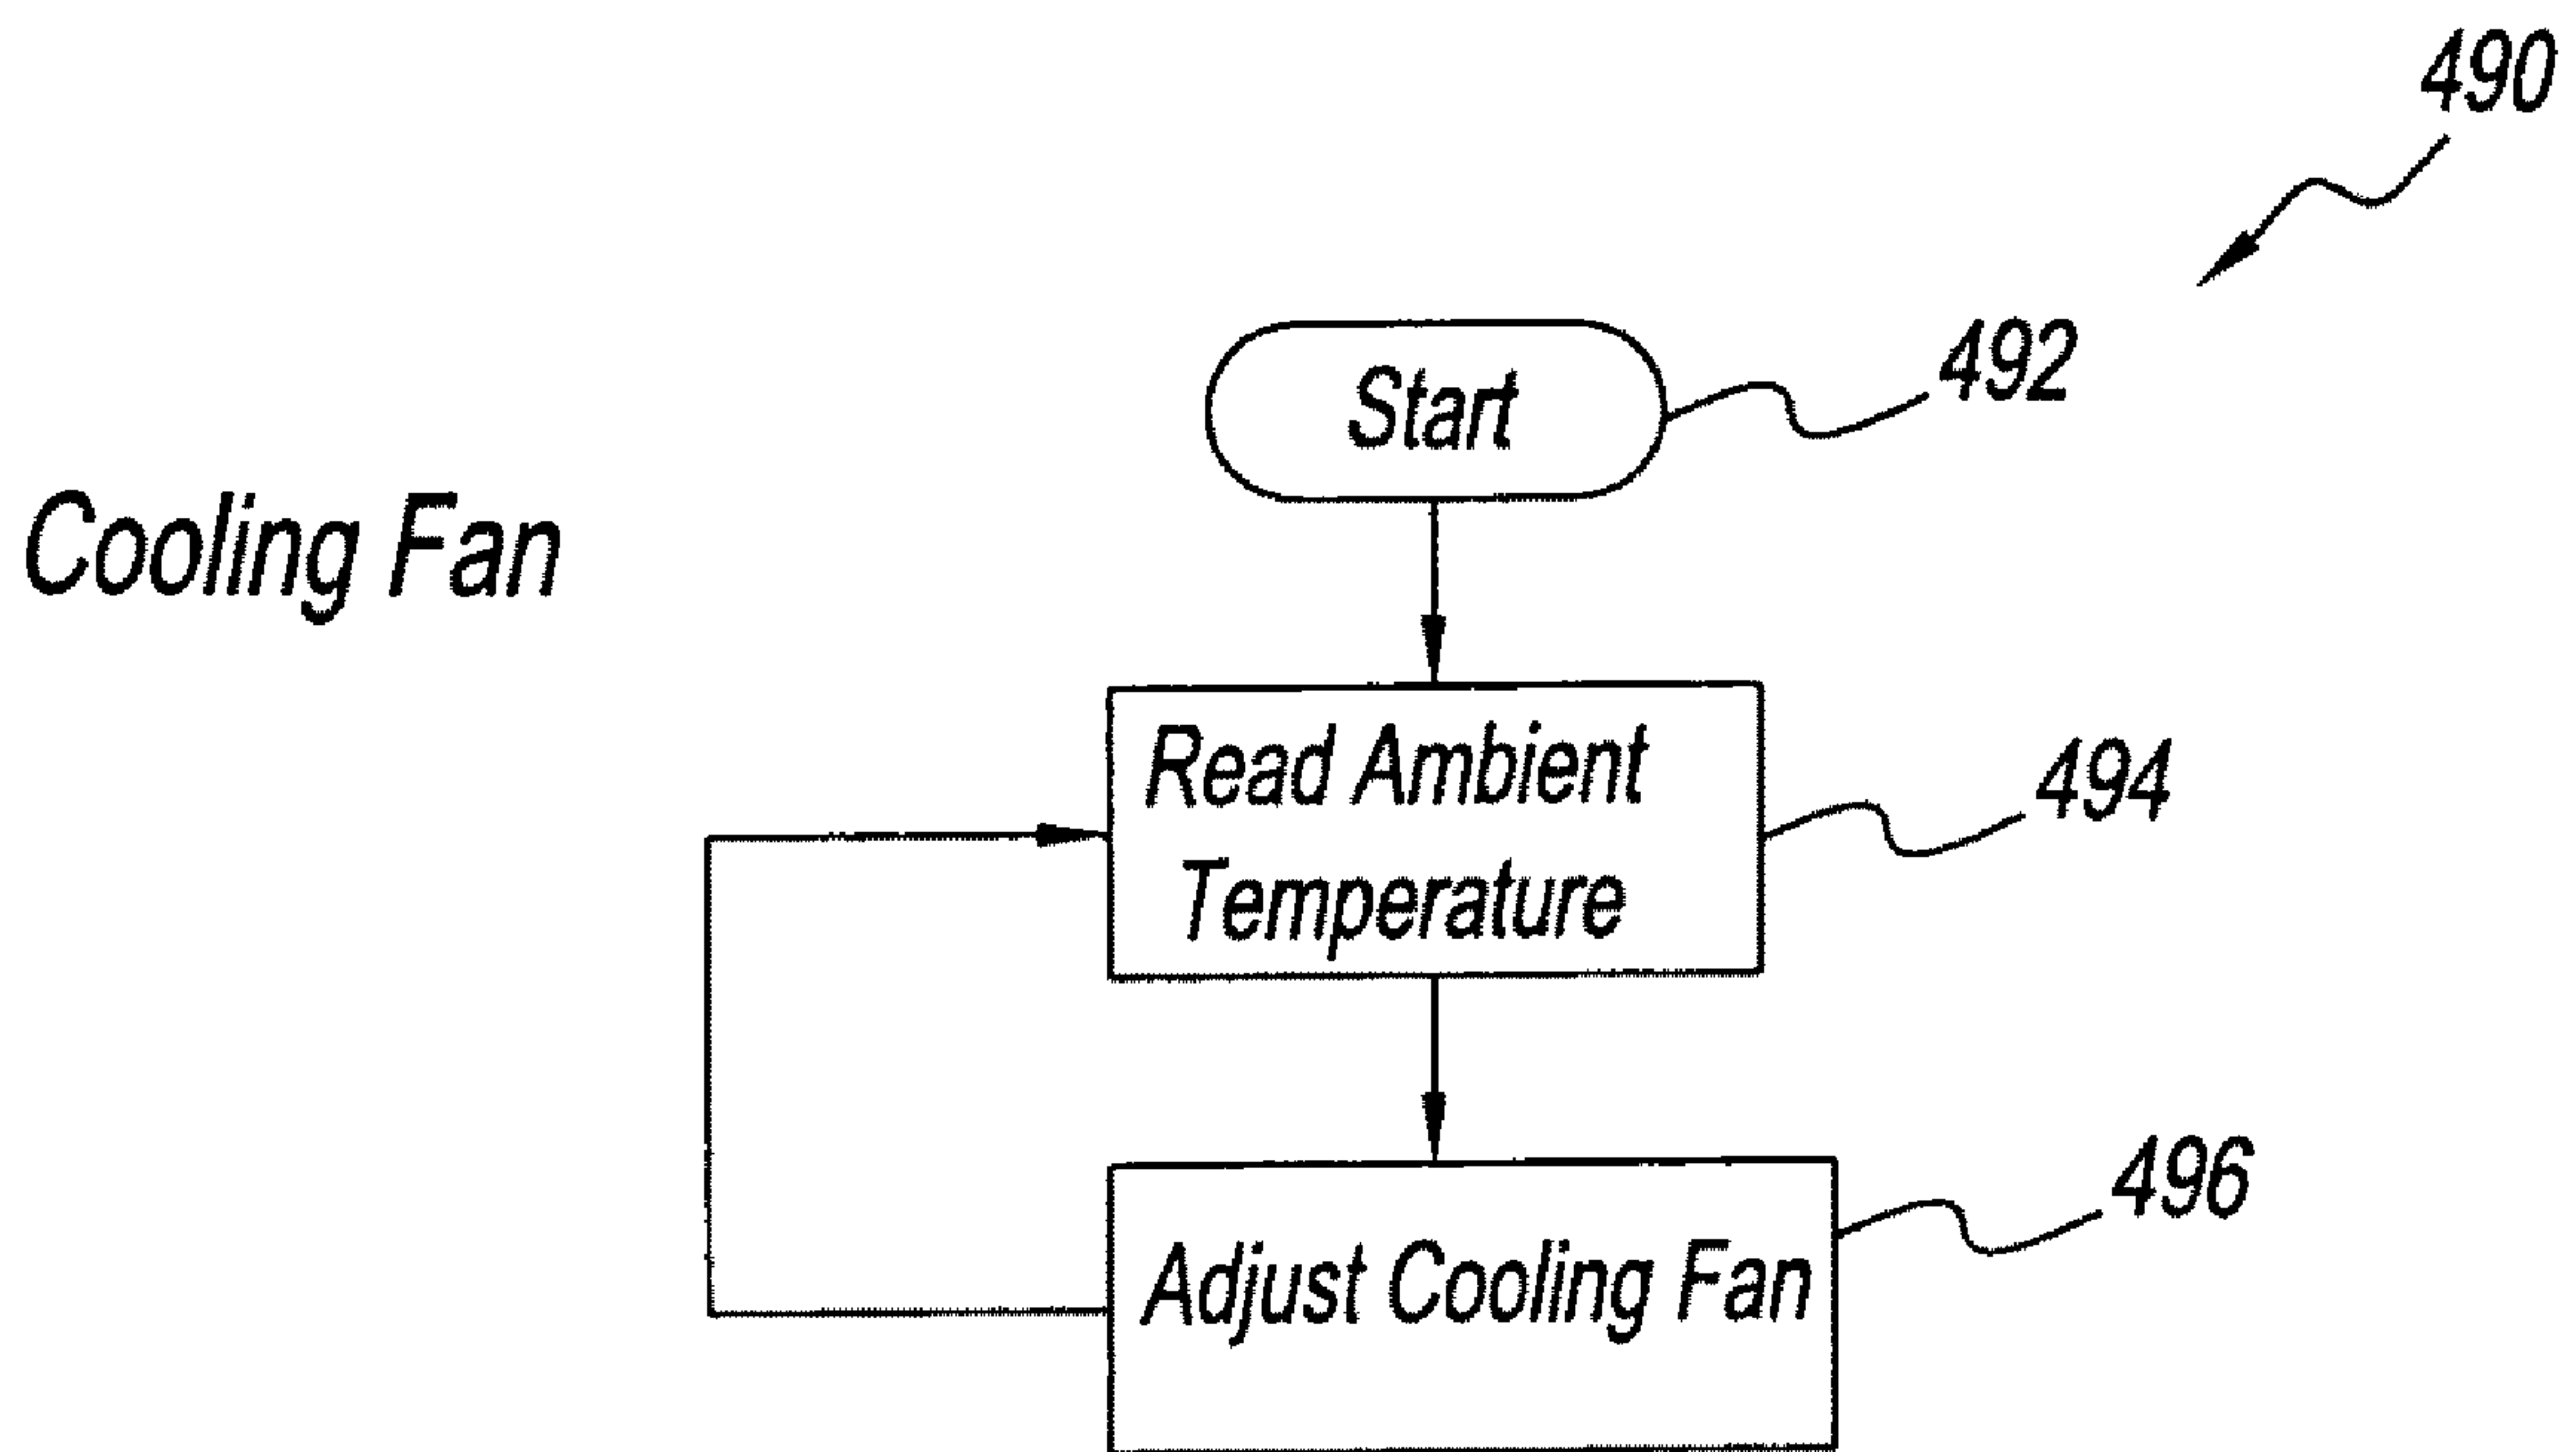 490
Start
492
Cooling Fan
Read Ambient
Temperature
494
496
Adjust Cooling Fan